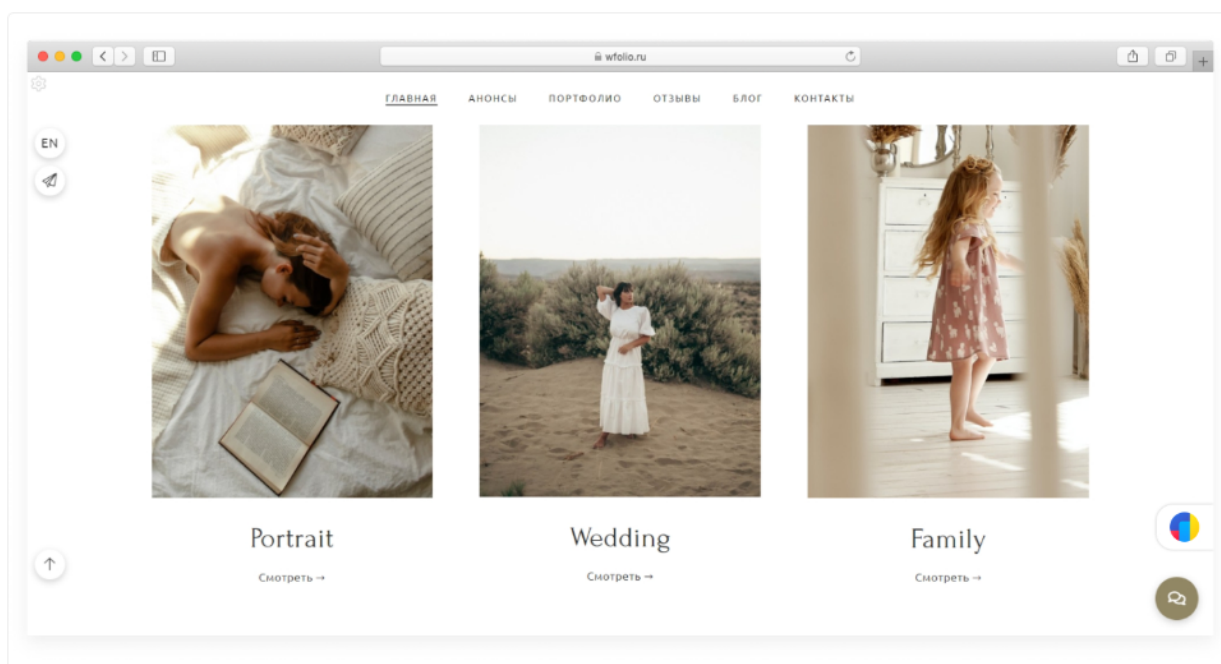 wfolio.ru
ГЛАВНАЯ АНОНСЫ ПОРТФОЛИО ОТЗЫВЫ БЛОГ КОНТАКТЫ
EN
Portrait Wedding Family
Смотреть → Смотреть → Смотреть →